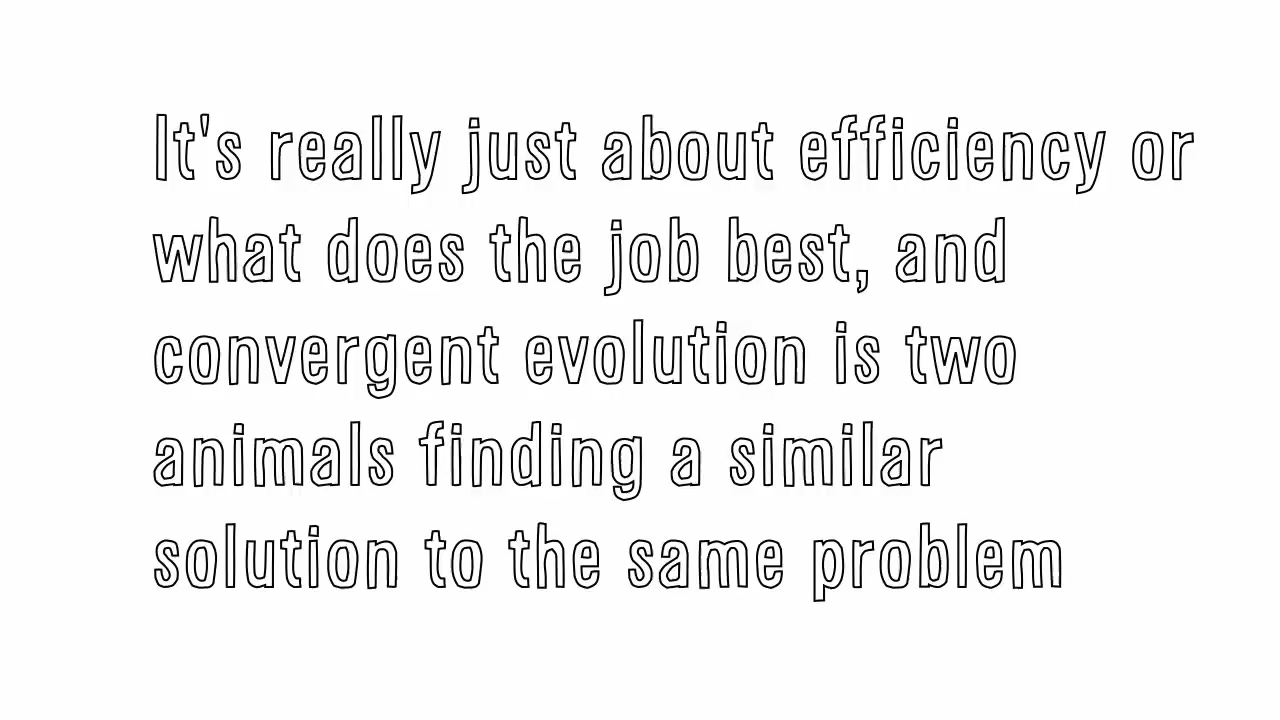 It's really just about efficiency or
what does the job best, and
convergent evolution is two
animals finding a similar
solution to the same problem